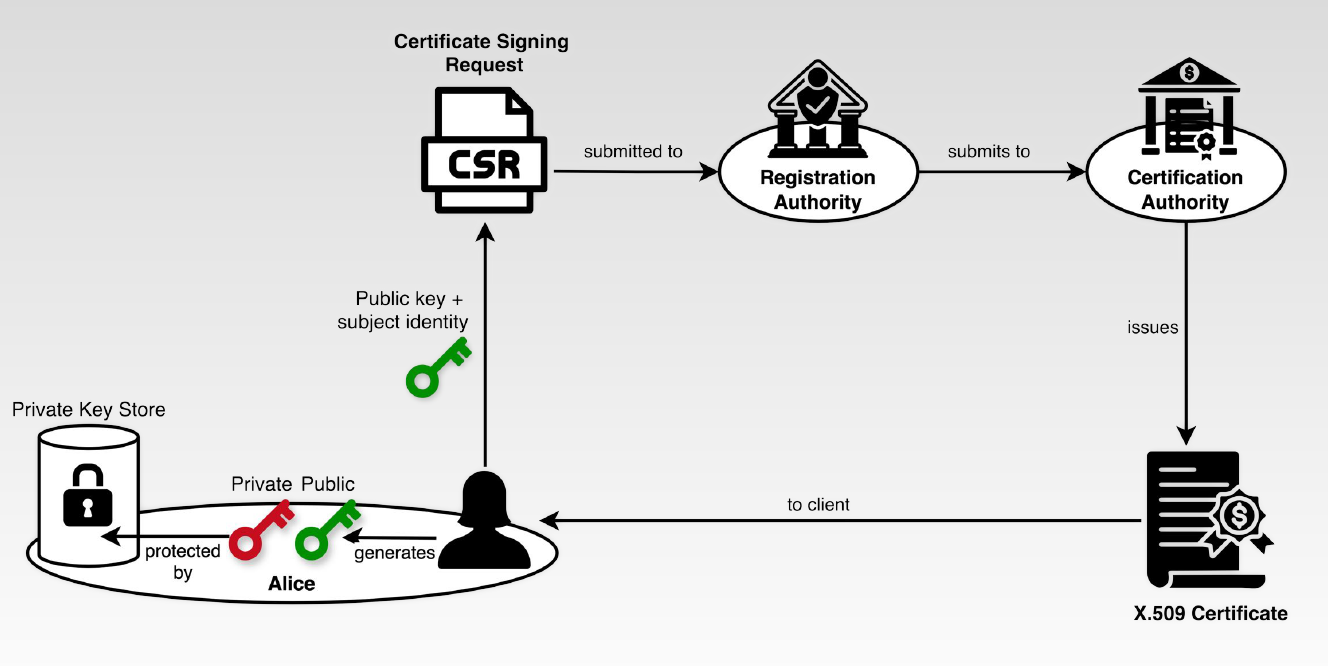 Certificate Signing
Request
CSR
submitted to
Registration
Authority
submits to
$
Certification
Authority
Public key +
subject identity
issues
Private Key Store
Private Public
protected
by
generates
Alice
to client
$
X.509 Certificate